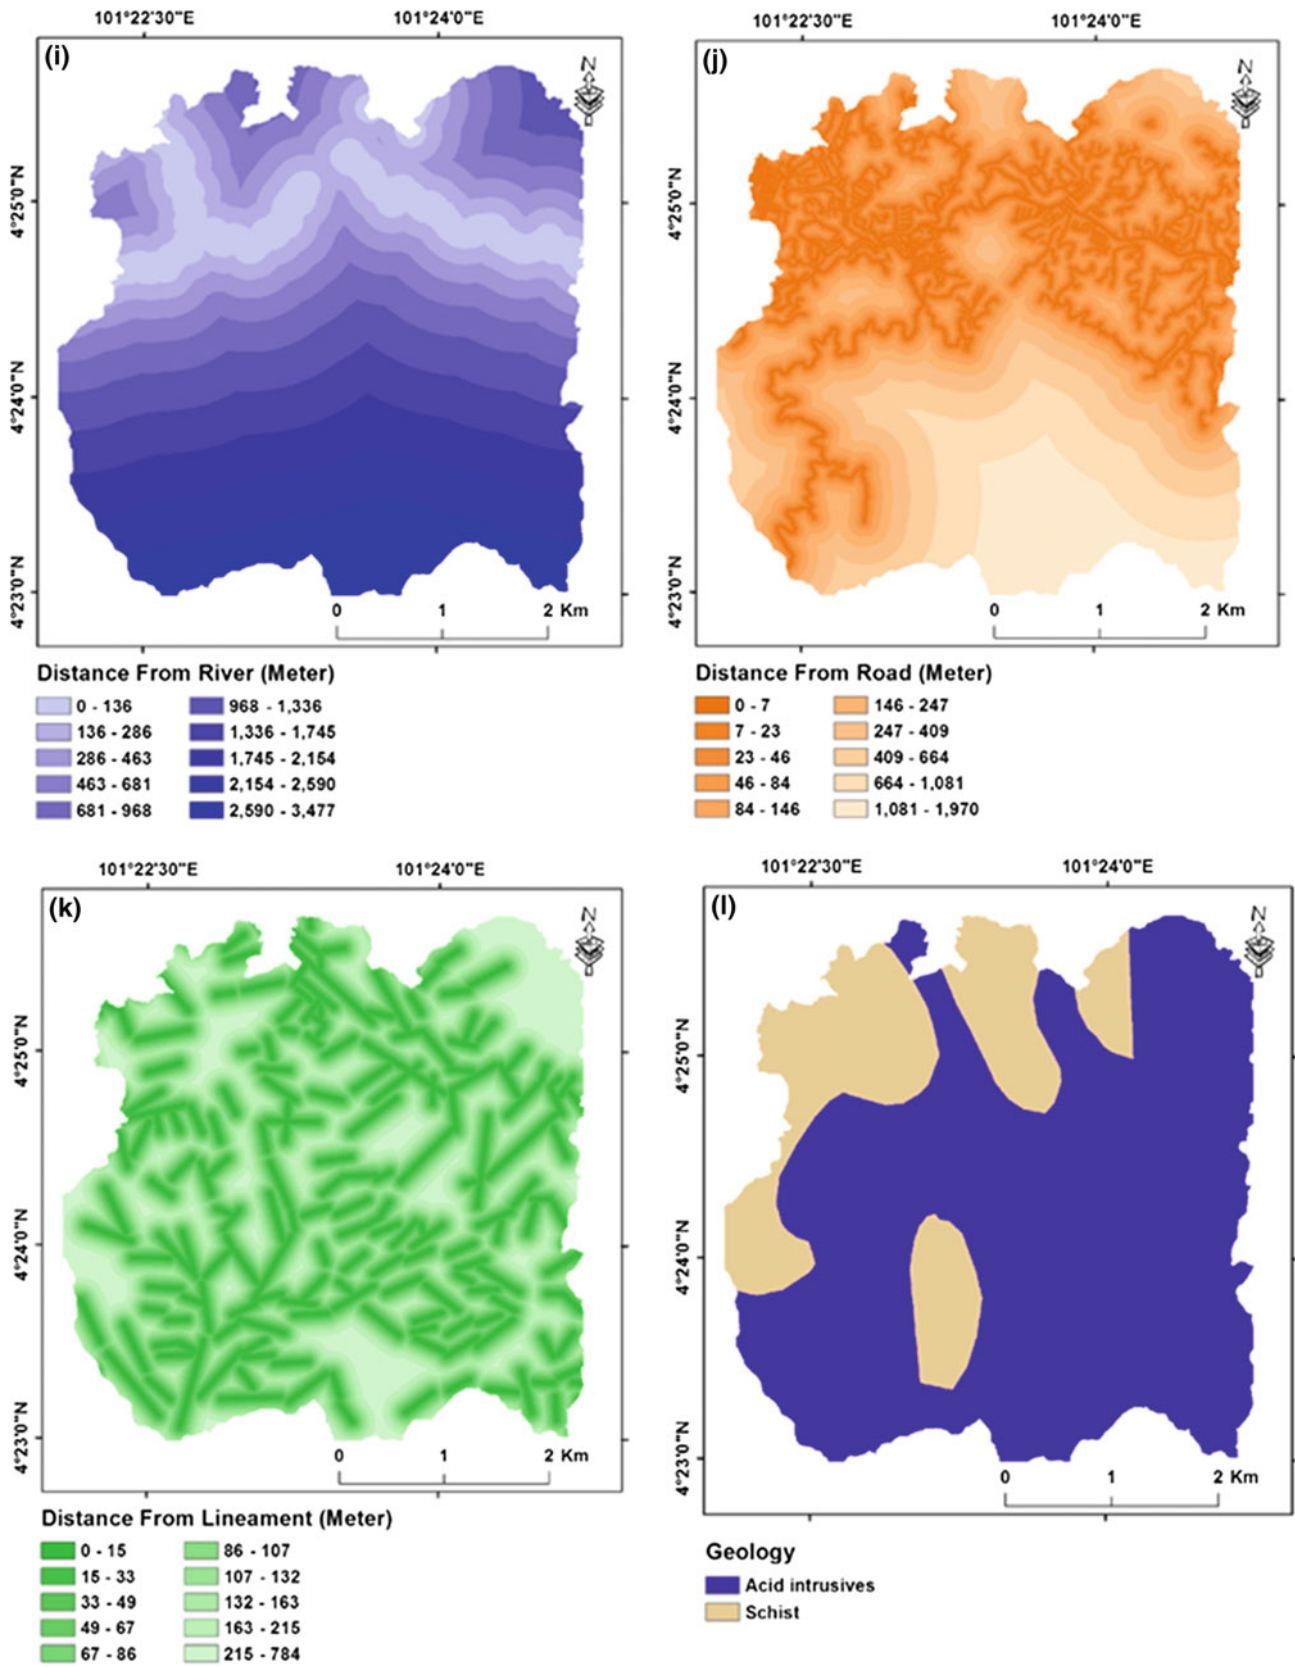 101°22'30"E 101°24'0"E
(i)
N
4°25'0"N
4°24'0"N
4°23'0"N
0 1 2 Km
Distance From River (Meter)
0 - 136
136 - 286
286 - 463
463 - 681
681 - 968
968 - 1,336
1,336 - 1,745
1,745 - 2,154
2,154 - 2,590
2,590 - 3,477
101°22'30"E 101°24'0"E
(j)
N
4°25'0"N
4°24'0"N
4°23'0"N
0 1 2 Km
Distance From Road (Meter)
0 - 7
7 - 23
23 - 46
46 - 84
84 - 146
146 - 247
247 - 409
409 - 664
664 - 1,081
1,081 - 1,970
101°22'30"E 101°24'0"E
(k)
N
4°25'0"N
4°24'0"N
4°23'0"N
0 1 2 Km
Distance From Lineament (Meter)
0 - 15
15 - 33
33 - 49
49 - 67
67 - 86
86 - 107
107 - 132
132 - 163
163 - 215
215 - 784
101°22'30"E 101°24'0"E
(l)
N
4°25'0"N
4°24'0"N
4°23'0"N
0 1 2 Km
Geology
Acid intrusives
Schist